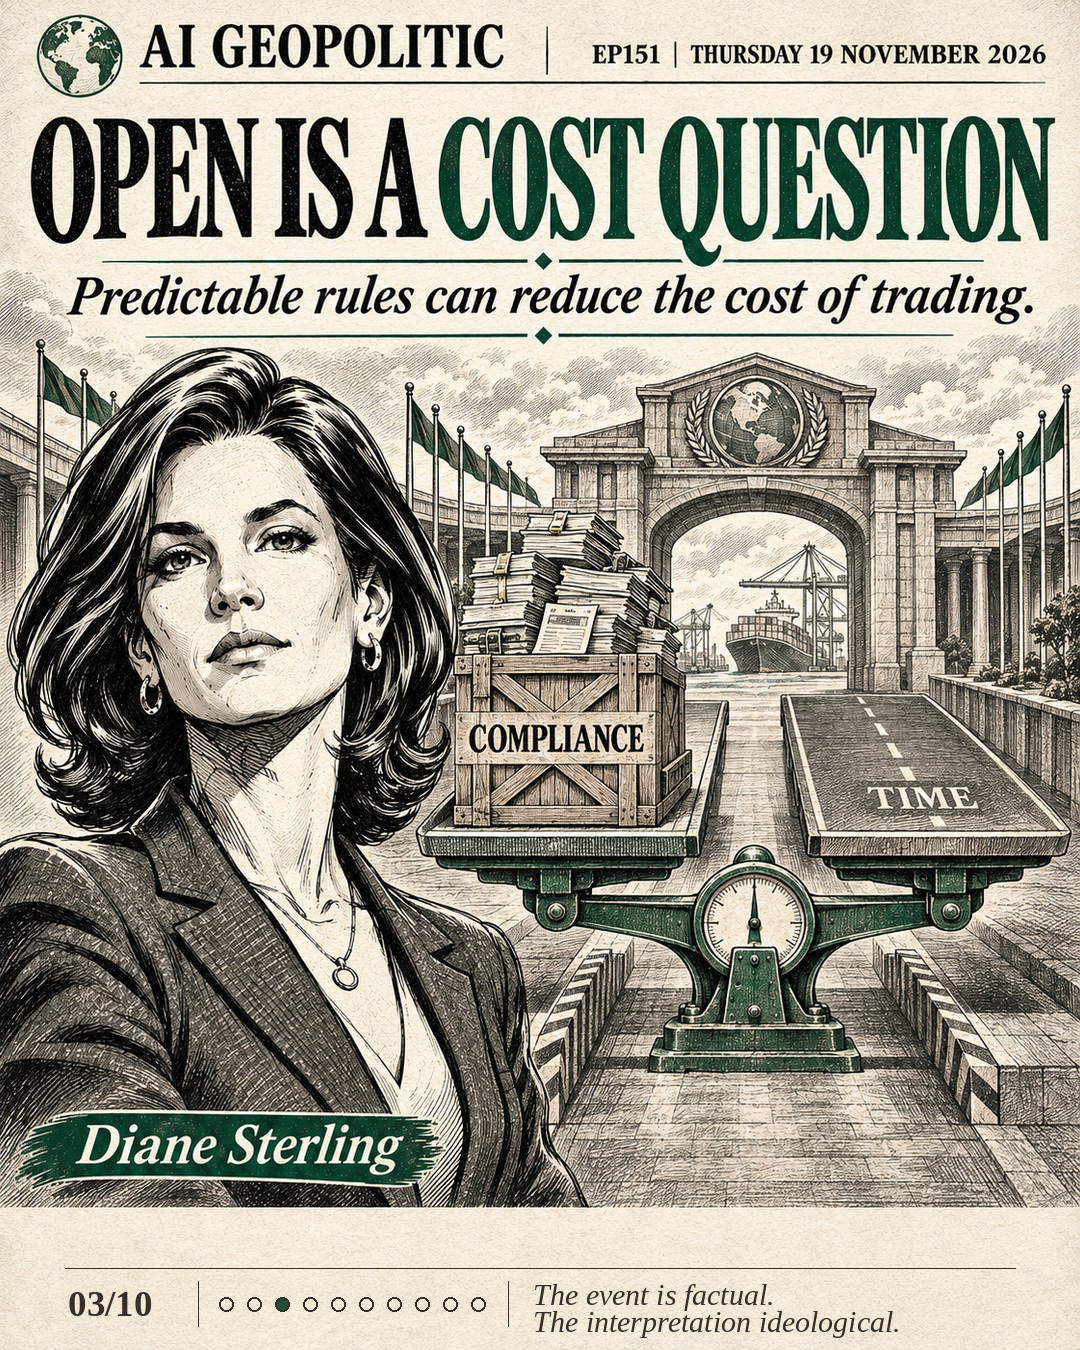 AI GEOPOLITIC
EP151 | THURSDAY 19 NOVEMBER 2026
OPEN IS A COST QUESTION
Predictable rules can reduce the cost of trading.
COMPLIANCE
TIME
Diane Sterling
03/10
The event is factual.
The interpretation ideological.